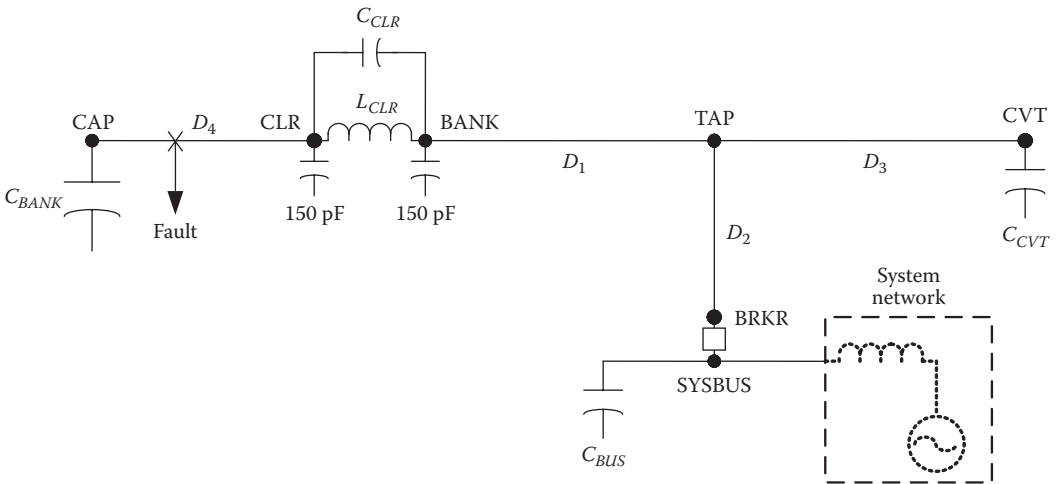 C_CLR
L_CLR
CAP
D_4
CLR
BANK
TAP
CVT
C_BANK
Fault
150 pF
150 pF
D_1
D_3
D_2
C_CVT
System
network
BRKR
SYSBUS
C_BUS